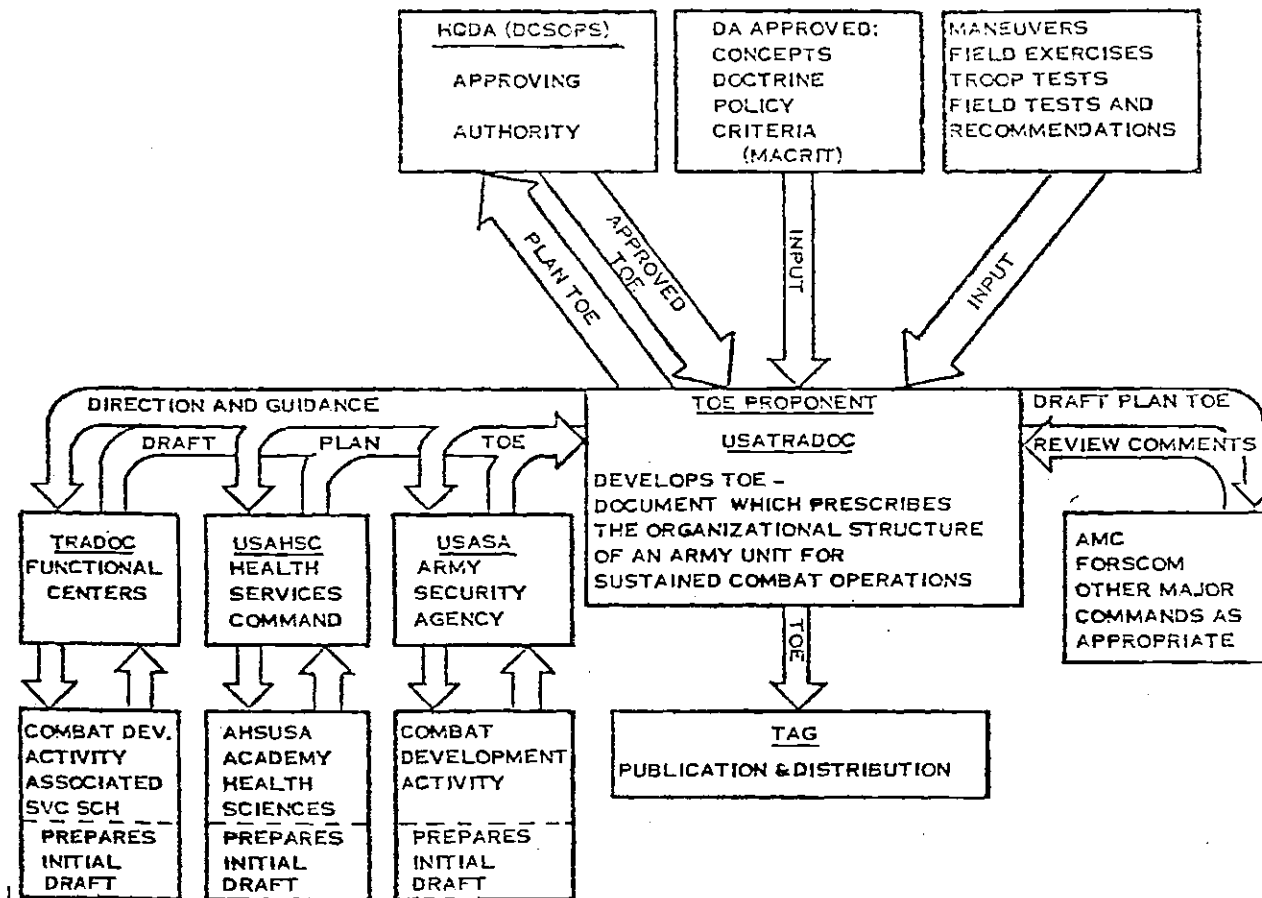 HQDA (DCSOPS)
APPROVING
AUTHORITY
DA APPROVED:
CONCEPTS
DOCTRINE
POLICY
CRITERIA
(MACRIT)
MANEUVERS
FIELD EXERCISES
TROOP TESTS
FIELD TESTS AND
RECOMMENDATIONS
PLAN TOE
APPROVED
TOE
INPUT
INPUT
DIRECTION AND GUIDANCE
DRAFT PLAN TOE
TOE PROPONENT
USATRADOC
DEVELOPS TOE -
DOCUMENT WHICH PRESCRIBES
THE ORGANIZATIONAL STRUCTURE
OF AN ARMY UNIT FOR
SUSTAINED COMBAT OPERATIONS
DRAFT PLAN TOE
REVIEW COMMENTS
TRADOC
FUNCTIONAL
CENTERS
USAHSC
HEALTH
SERVICES
COMMAND
USASA
ARMY
SECURITY
AGENCY
AMC
FORSCOM
OTHER MAJOR
COMMANDS AS
APPROPRIATE
TOE
COMBAT DEV.
ACTIVITY
ASSOCIATED
SVC SCH
PREPARES
INITIAL
DRAFT
AHSUSA
ACADEMY
HEALTH
SCIENCES
PREPARES
INITIAL
DRAFT
COMBAT
DEVELOPMENT
ACTIVITY
PREPARES
INITIAL
DRAFT
TAG
PUBLICATION & DISTRIBUTION